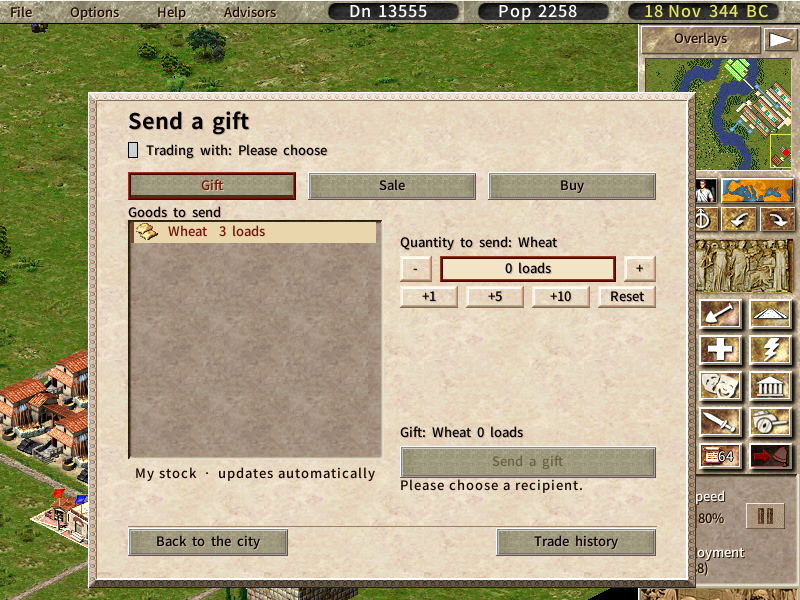 File Options Help Advisors Dn 13555 Pop 2258 18 Nov 344 BC
Overlays
Send a gift
Trading with: Please choose
Gift Sale Buy
Goods to send
Wheat 3 loads
Quantity to send: Wheat
- 0 loads +
+1 +5 +10 Reset
Gift: Wheat 0 loads
Send a gift
My stock · updates automatically
Please choose a recipient.
Back to the city Trade history
64
80%